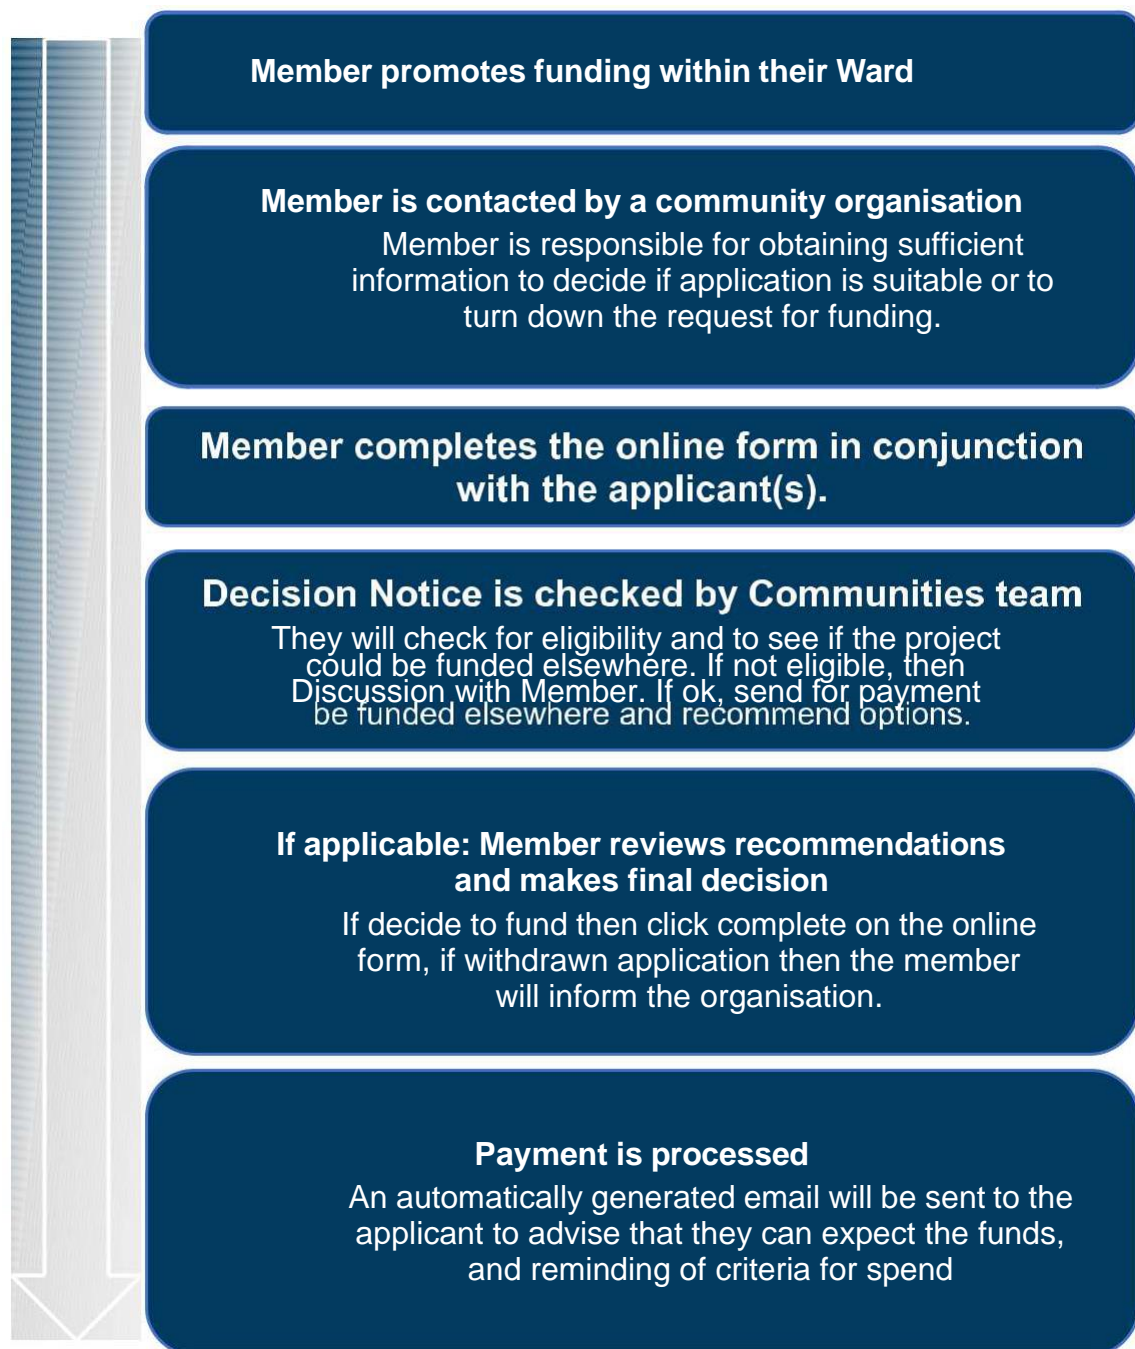 Member promotes funding within their Ward
Member is contacted by a community organisation
Member is responsible for obtaining sufficient
information to decide if application is suitable or to
turn down the request for funding.
Member completes the online form in conjunction
with the applicant(s).
Decision Notice is checked by Communities team
They will check for eligibility and to see if the project
could be funded elsewhere. If not eligible, then
Discussion with Member. If ok, send for payment
be funded elsewhere and recommend options.
If applicable: Member reviews recommendations
and makes final decision
If decide to fund then click complete on the online
form, if withdrawn application then the member
will inform the organisation.
Payment is processed
An automatically generated email will be sent to the
applicant to advise that they can expect the funds,
and reminding of criteria for spend